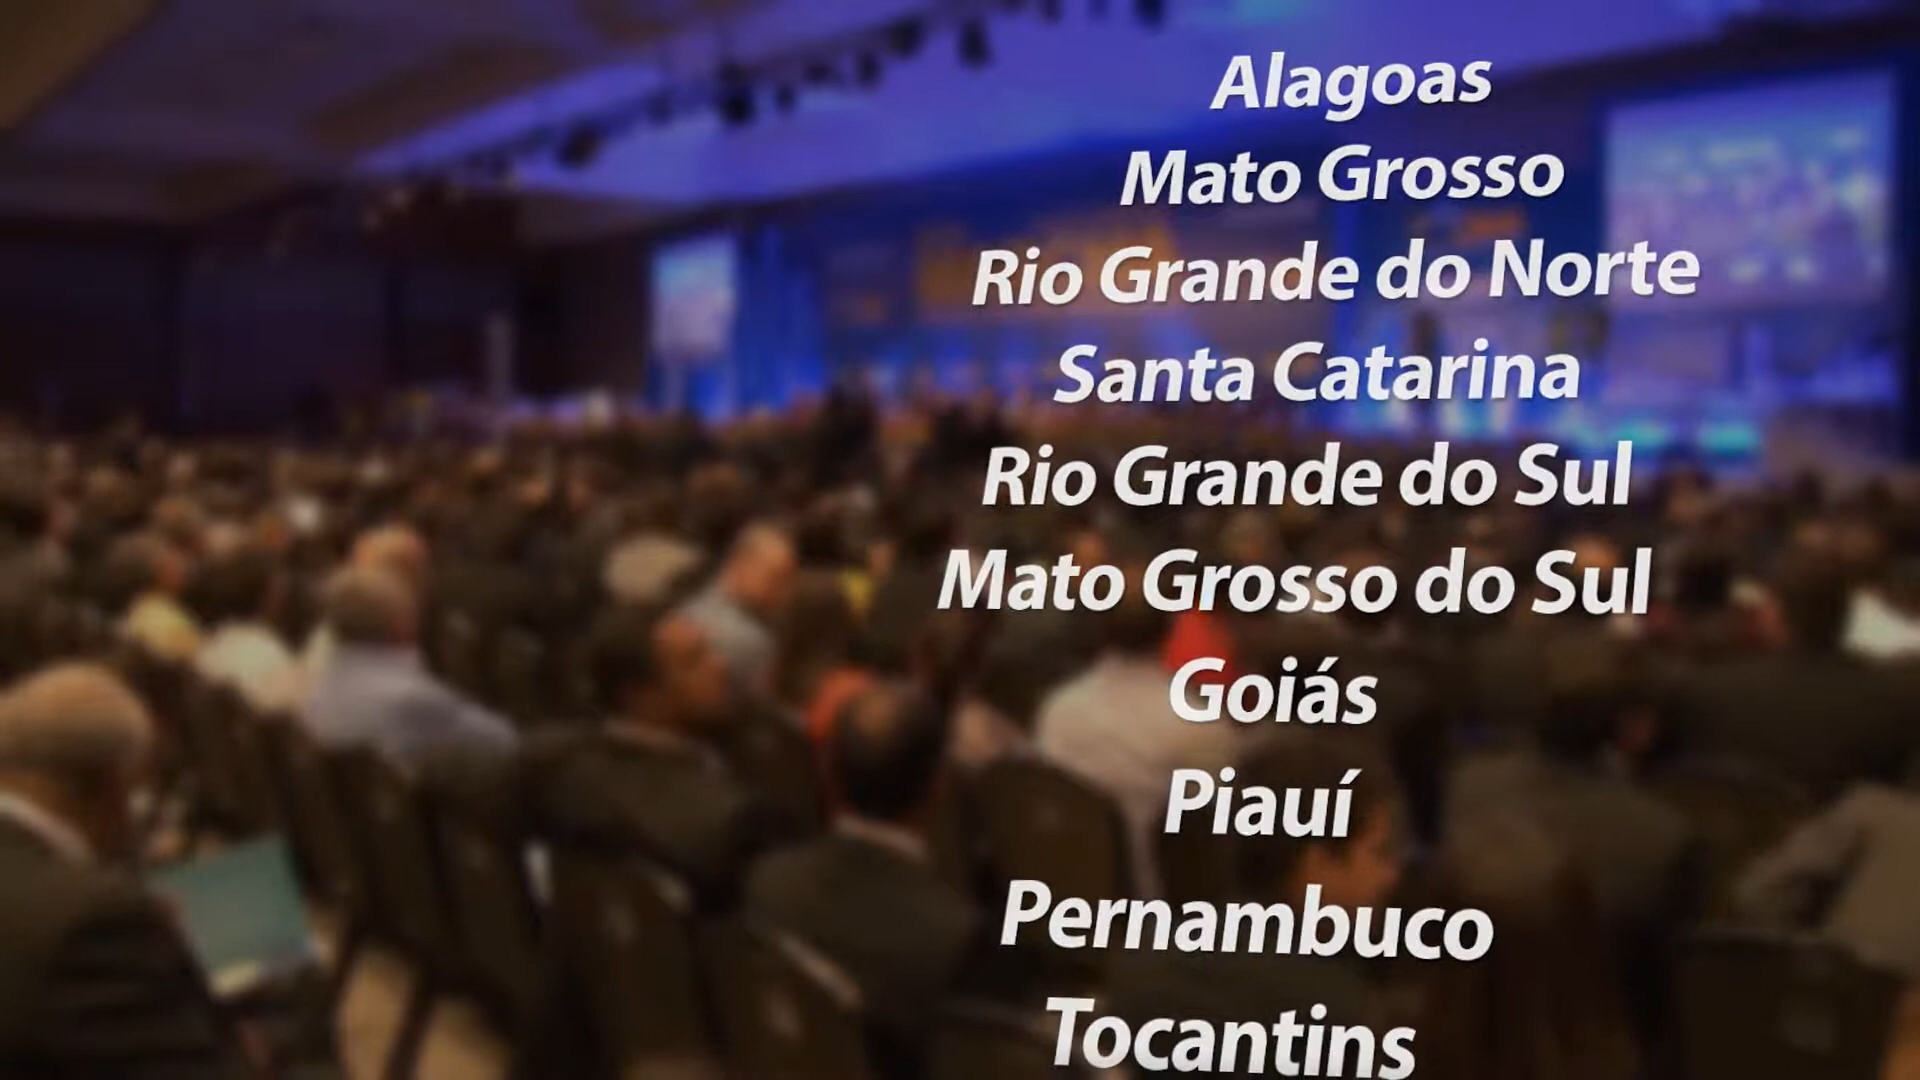 Alagoas
Mato Grosso
Rio Grande do Norte
Santa Catarina
Rio Grande do Sul
Mato Grosso do Sul
Goiás
Piauí
Pernambuco
Tocantins